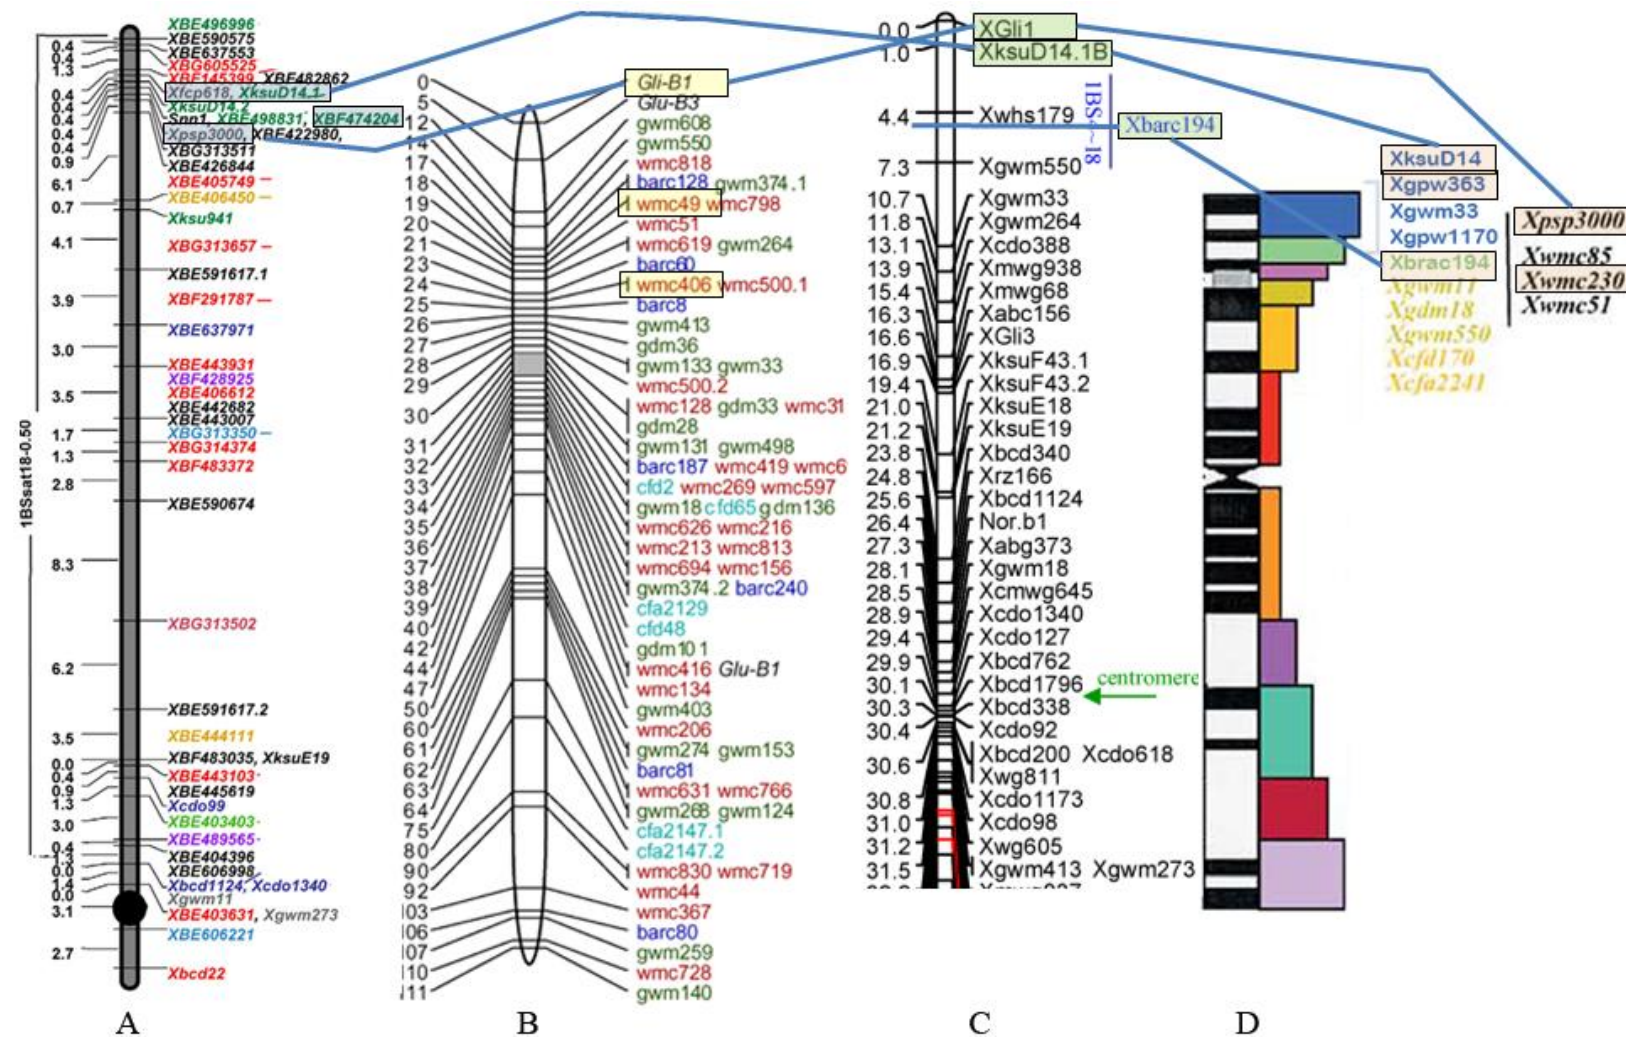 XBE496996
XBE590575
0.4
XBE637553
0.4
XBG605525
1.3
XBE145399, XBE482862
0.4
Xfcp618, XksuD14.1
0.4
XksuD14.2
0.4
Snn1, XBE498831, XBF474204
0.4
Xpsp3000, XBE422980,
0.4
XBG313511
0.9
XBE426844
6.1
XBE405749
0.7
XBE406450
Xksu941
4.1
XBG313657
XBE591617.1
3.9
XBF291787
XBE637971
3.0
XBE443931
XBF428925
3.5
XBE406612
XBE442682
XBE443007
1.7
XBG313350
1.3
XBG314374
2.8
XBF483372
XBE590674
8.3
XBG313502
6.2
XBE591617.2
3.5
XBE444111
0.0
XBF483035, XksuE19
0.4
XBE443103
0.9
XBE445619
1.3
Xcdo99
3.0
XBE403403
XBE489565
0.4
XBE404396
1.3
XBE606998
0.0
Xbcd1124, Xcdo1340
1.4
Xgwm11
0.0
3.1
XBE403631, Xgwm273
XBE606221
2.7
Xbcd22
1BSsat18-0.50
A
0
Gli-B1
5
Glu-B3
12
gwm608
14
gwm550
17
wmc818
18
barc128 gwm374.1
19
wmc49 wmc798
20
wmc51
21
wmc619 gwm264
23
barc60
24
wmc406 wmc500.1
25
barc8
26
gwm413
27
gdm36
28
gwm133 gwm33
29
wmc500.2
30
wmc128 gdm33 wmc31
gdm28
31
gwm131 gwm498
32
barc187 wmc419 wmc6
33
cfd2 wmc269 wmc597
34
gwm18 cfd65 gdm136
35
wmc626 wmc216
36
wmc213 wmc813
37
wmc694 wmc156
38
gwm374.2 barc240
39
cfa2129
40
cfd48
42
gdm101
44
wmc416 Glu-B1
47
wmc134
50
gwm403
60
wmc206
61
gwm274 gwm153
62
barc81
63
wmc631 wmc766
64
gwm268 gwm124
75
cfa2147.1
80
cfa2147.2
90
wmc830 wmc719
92
wmc44
103
wmc367
106
barc80
107
gwm259
110
wmc728
111
gwm140
B
0.0
XGli1
1.0
XksuD14.1B
4.4
Xwhs179
Xbarc194
1BS~~18
7.3
Xgwm550
10.7
Xgwm33
11.8
Xgwm264
13.1
Xcdo388
13.9
Xmwg938
15.4
Xmwg68
16.3
Xabc156
16.6
XGli3
16.9
XksuF43.1
19.4
XksuF43.2
21.0
XksuE18
21.2
XksuE19
23.8
Xbcd340
24.8
Xrz166
25.6
Xbcd1124
26.4
Nor.b1
27.3
Xabg373
28.1
Xgwm18
28.5
Xcmwg645
28.9
Xcdo1340
29.4
Xcdo127
29.9
Xbcd762
30.1
Xbcd1796
centromere
30.3
Xbcd338
30.4
Xcdo92
30.6
Xbcd200 Xcdo618
Xwg811
30.8
Xcdo1173
31.0
Xcdo98
31.2
Xwg605
31.5
Xgwm413 Xgwm273
C
XksuD14
Xgpw363
Xgwm33
Xgpw1170
Xbrac194
Xgwm11
Xgdm18
Xgwm550
Xcfd170
Xcfa2241
Xpsp3000
Xwmc85
Xwmc230
Xwmc51
D